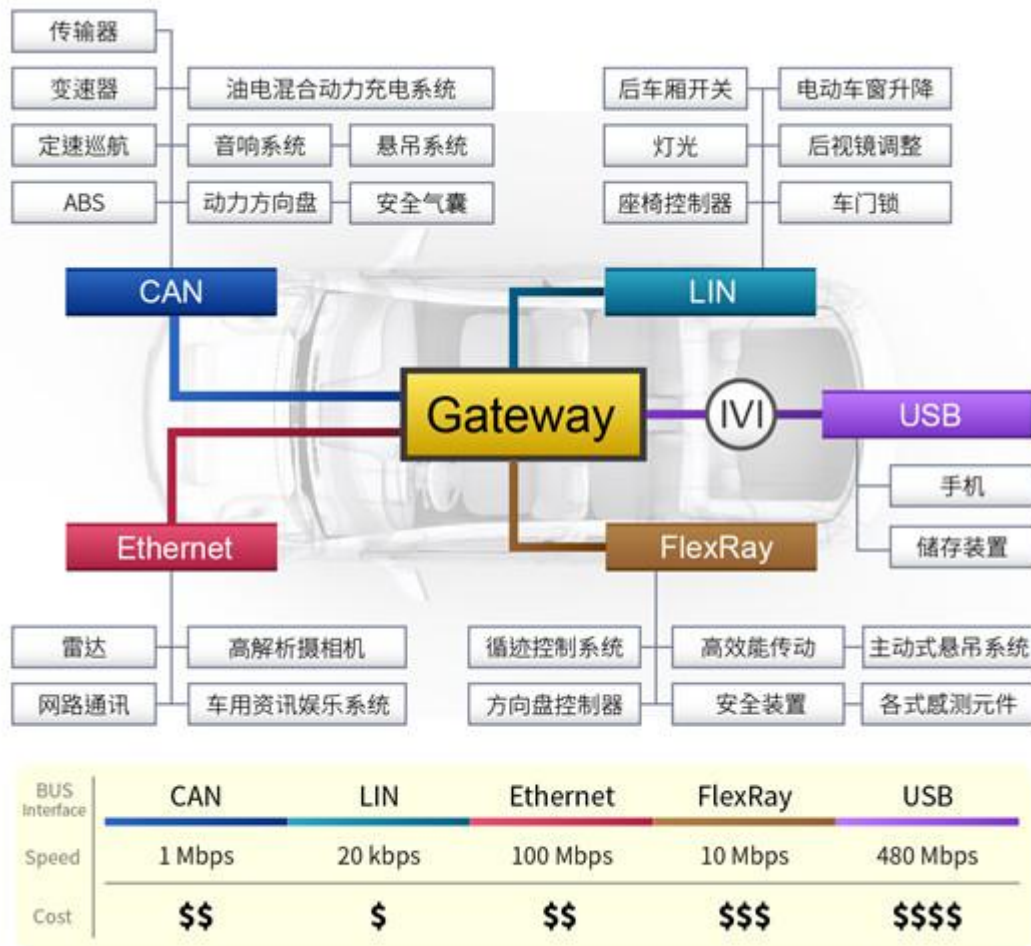 传输器
变速器
油电混合动力充电系统
定速巡航
音响系统
悬吊系统
ABS
动力方向盘
安全气囊
后车厢开关
电动车窗升降
灯光
后视镜调整
座椅控制器
车门锁
CAN
LIN
Gateway
IVI
USB
手机
储存装置
Ethernet
FlexRay
雷达
高解析摄相机
网路通讯
车用资讯娱乐系统
循迹控制系统
高效能传动
主动式悬吊系统
方向盘控制器
安全装置
各式感测元件
BUS
Interface
CAN
LIN
Ethernet
FlexRay
USB
Speed
1 Mbps
20 kbps
100 Mbps
10 Mbps
480 Mbps
Cost
$$
$
$$
$$$
$$$$